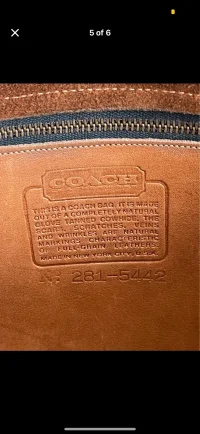 5 of 6
COACH
THIS IS A COACH BAG. IT IS MADE
OUT OF A COMPLETELY NATURAL
GLOVE TANNED COWHIDE, THE
SCARS, SCRATCHES, VEINS
AND WRINKLES ARE NATURAL
MARKINGS CHARACTERISTIC
OF FULL-GRAIN LEATHERS.
MADE IN NEW YORK CITY, U.S.A.
Nº 281-5442